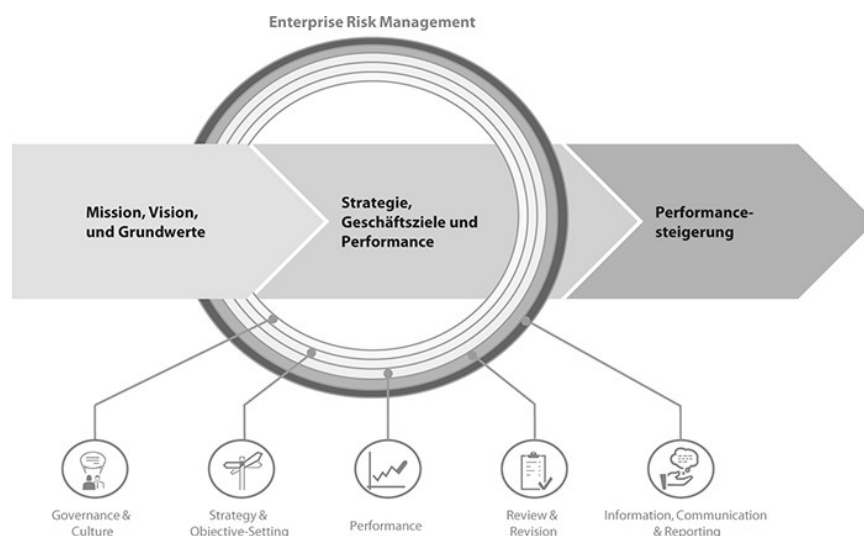 Enterprise Risk Management
Mission, Vision,
und Grundwerte
Strategie,
Geschäftsziele und
Performance
Performance-
steigerung
Governance &
Culture
Strategy &
Objective-Setting
Performance
Review &
Revision
Information, Communication
& Reporting